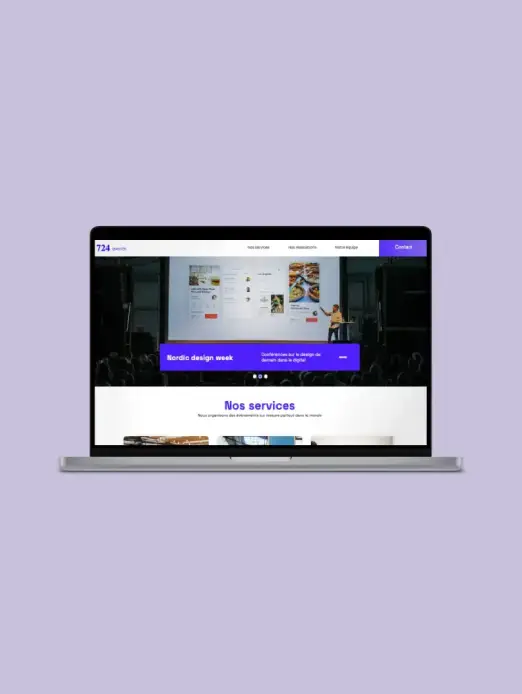 724 events
Nos services
Nos réalisations
Notre équipe
Contact
Nordic design week
Conférences sur le design de
demain dans le digital
Nos services
Nous organisons des événements sur mesure partout dans le monde